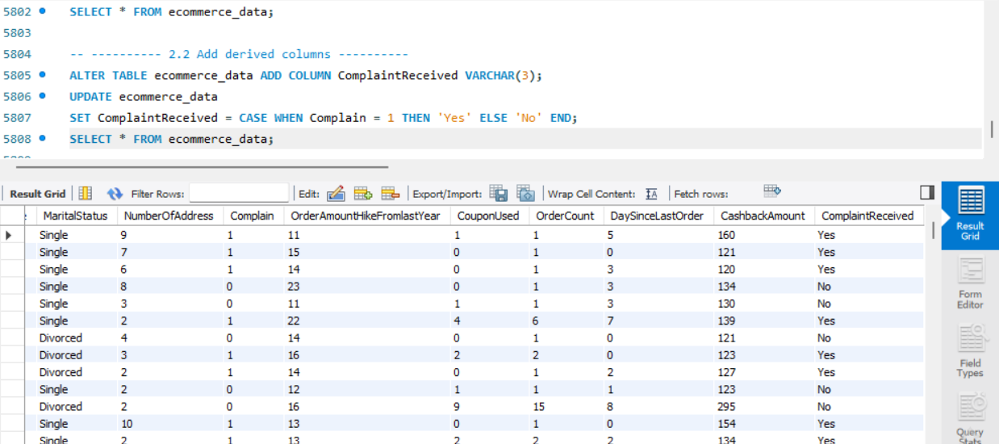 5802 SELECT * FROM ecommerce_data;
5803
5804 -- ---------- 2.2 Add derived columns ----------
5805 ALTER TABLE ecommerce_data ADD COLUMN ComplaintReceived VARCHAR(3);
5806 UPDATE ecommerce_data
5807 SET ComplaintReceived = CASE WHEN Complain = 1 THEN 'Yes' ELSE 'No' END;
5808 SELECT * FROM ecommerce_data;
Result Grid Filter Rows: Edit: Export/Import: Wrap Cell Content: Fetch rows:
MaritalStatus NumberOfAddress Complain OrderAmountHikeFromlastYear CouponUsed OrderCount DaySinceLastOrder CashbackAmount ComplaintReceived
Single 9 1 11 1 1 5 160 Yes
Single 7 1 15 0 1 0 121 Yes
Single 6 1 14 0 1 3 120 Yes
Single 8 0 23 0 1 3 134 No
Single 3 0 11 1 1 3 130 No
Single 2 1 22 4 6 7 139 Yes
Divorced 4 0 14 0 1 0 121 No
Divorced 3 1 16 2 2 0 123 Yes
Divorced 2 1 14 0 1 2 127 Yes
Single 2 0 12 1 1 1 123 No
Divorced 2 0 16 9 15 8 295 No
Single 10 1 13 0 1 0 154 Yes
Single 2 1 13 2 2 2 134 Yes
Result
Grid
Form
Editor
Field
Types
Query
Stats